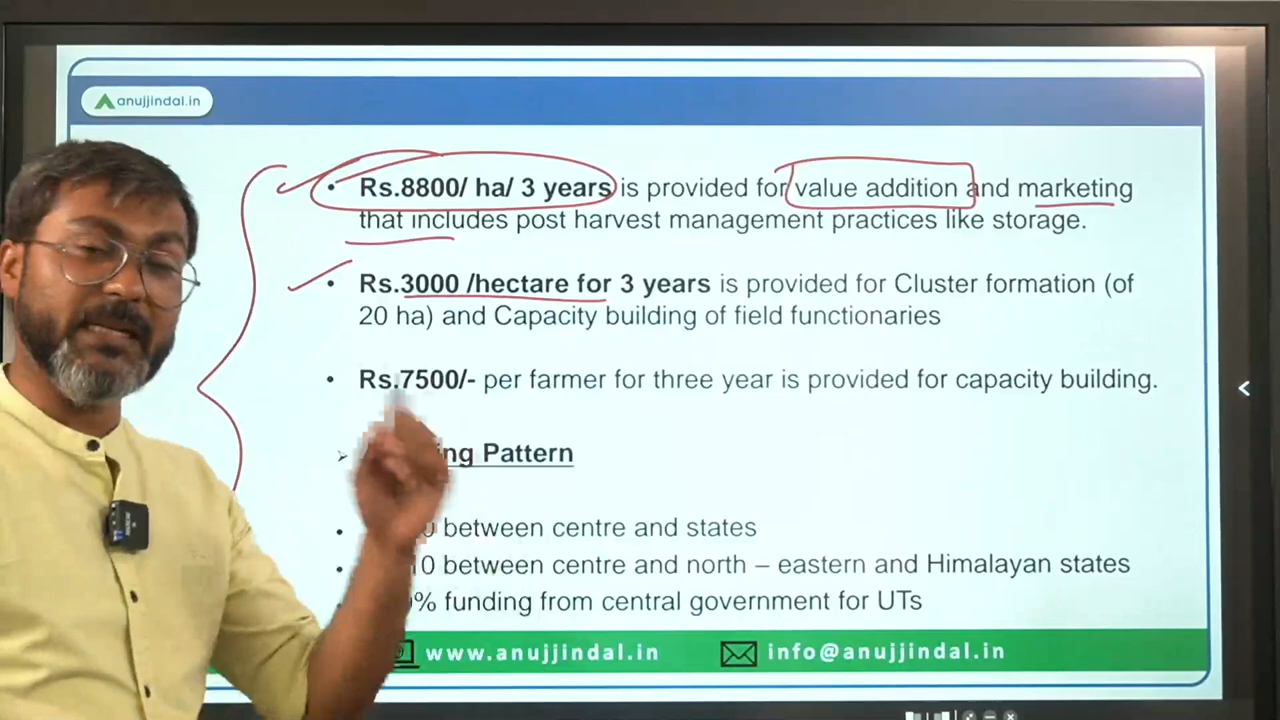 anujjindal.in
• Rs.8800/ ha/ 3 years is provided for value addition and marketing
that includes post harvest management practices like storage.
• Rs.3000 /hectare for 3 years is provided for Cluster formation (of
20 ha) and Capacity building of field functionaries
• Rs.7500/- per farmer for three year is provided for capacity building.
Pattern
• between centre and states
• between centre and north – eastern and Himalayan states
funding from central government for UTs
www.anujjindal.in
info@anujjindal.in